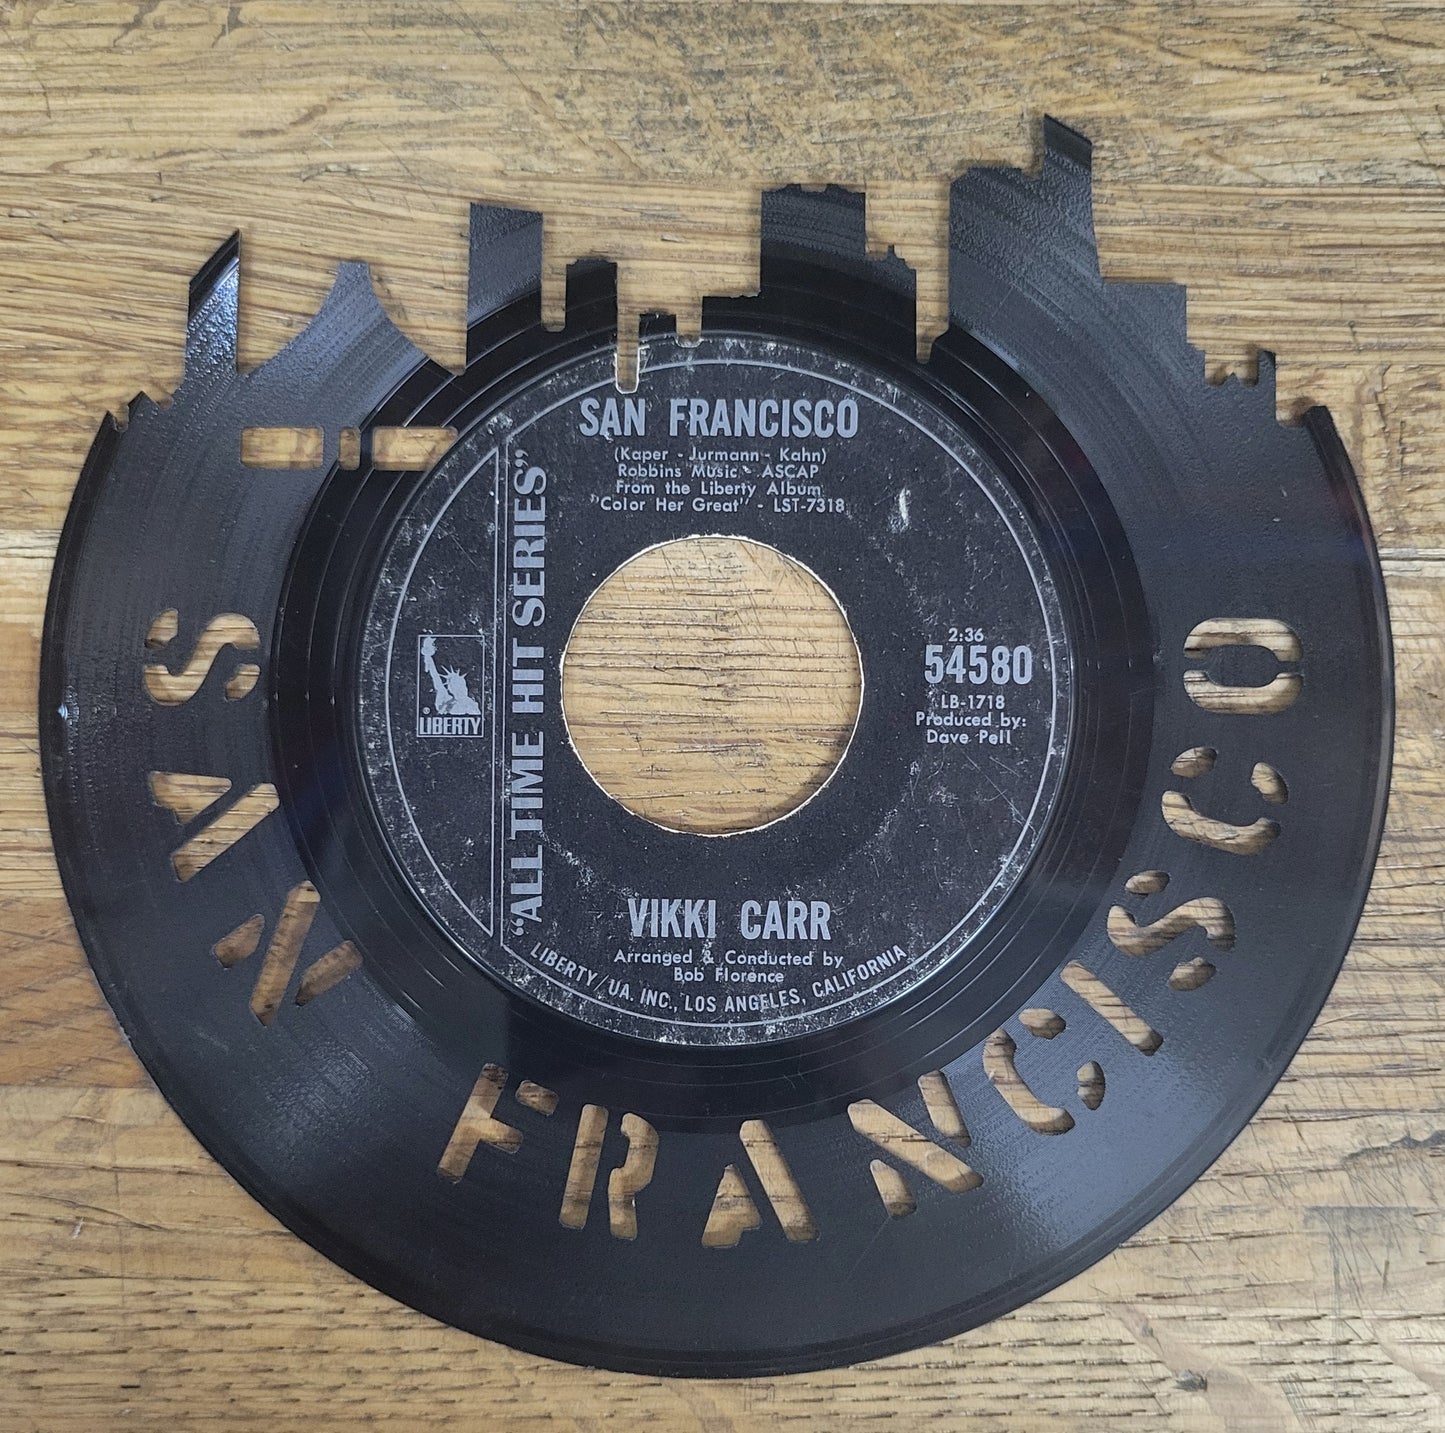 SAN FRANCISCO
(Kaper - Jurmann - Kahn)
Robbins Music - ASCAP
From the Liberty Album
"Color Her Great" - LST-7318
"ALL TIME HIT SERIES"
® LIBERTY
2:36
54580
LB-1718
Produced by:
Dave Pell
VIKKI CARR
Arranged & Conducted by
Bob Florence
LIBERTY/UA. INC., LOS ANGELES, CALIFORNIA
SAN FRANCISCO